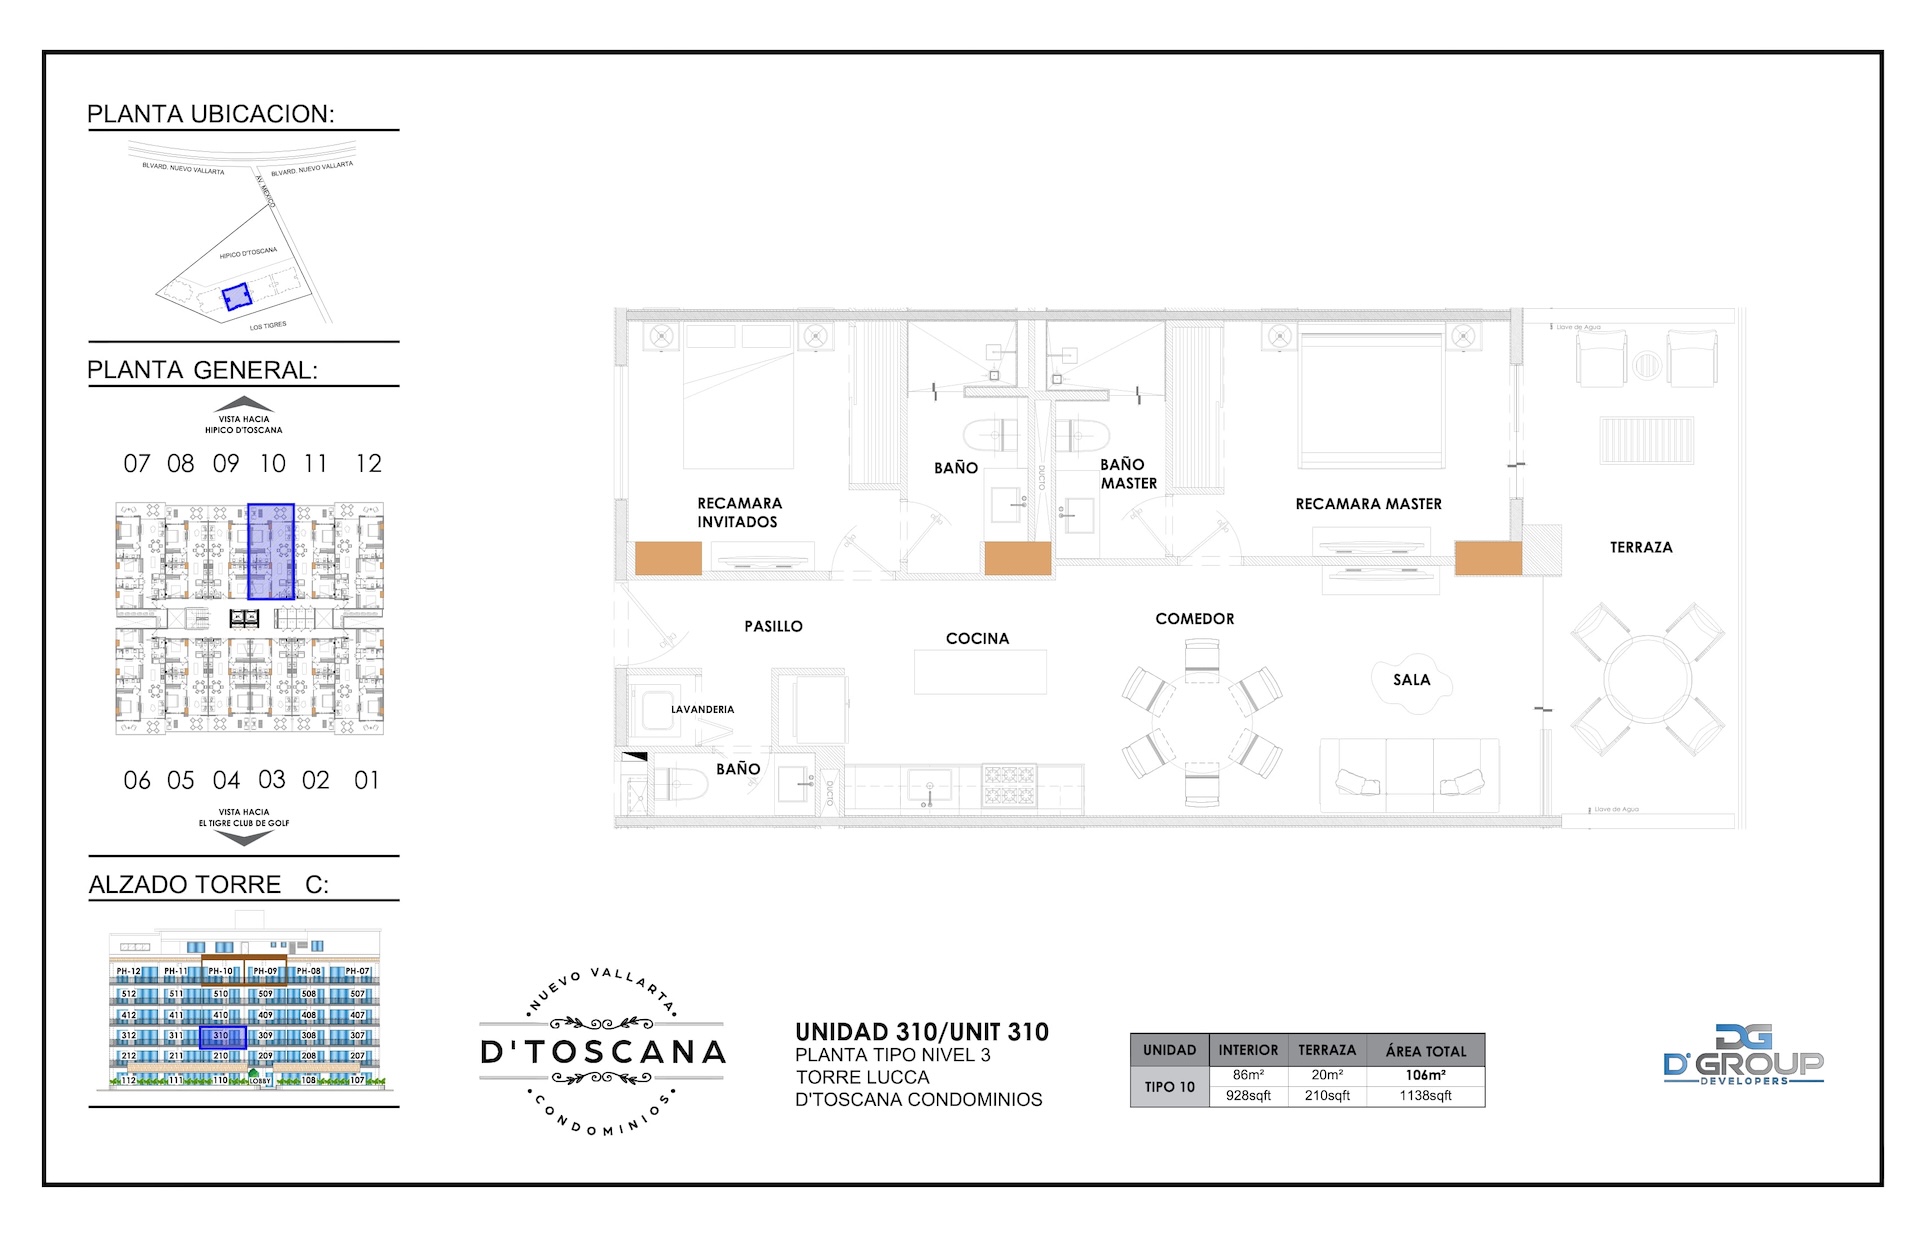 PLANTA UBICACION:
BLVARD. NUEVO VALLARTA
BLVARD. NUEVO VALLARTA
AV. MEXICO
HIPICO D'TOSCANA
LOS TIGRES
PLANTA GENERAL:
VISTA HACIA
HIPICO D'TOSCANA
07 08 09 10 11 12
06 05 04 03 02 01
VISTA HACIA
EL TIGRE CLUB DE GOLF
ALZADO TORRE C:
PH-12 PH-11 PH-10 PH-09 PH-08 PH-07
512 511 510 509 508 507
412 411 410 409 408 407
312 311 310 309 308 307
212 211 210 209 208 207
112 111 110 LOBBY 108 107
Llave de Agua
BAÑO
BAÑO
MASTER
DUCTO
RECAMARA
INVITADOS
RECAMARA MASTER
TERRAZA
PASILLO
COCINA
COMEDOR
SALA
LAVANDERIA
BAÑO
DUCTO
Llave de Agua
NUEVO VALLARTA
D'TOSCANA
CONDOMINIOS
UNIDAD 310/UNIT 310
PLANTA TIPO NIVEL 3
TORRE LUCCA
D'TOSCANA CONDOMINIOS
UNIDAD INTERIOR TERRAZA ÁREA TOTAL
TIPO 10 86m² 20m² 106m²
928sqft 210sqft 1138sqft
DG
D'GROUP
DEVELOPERS